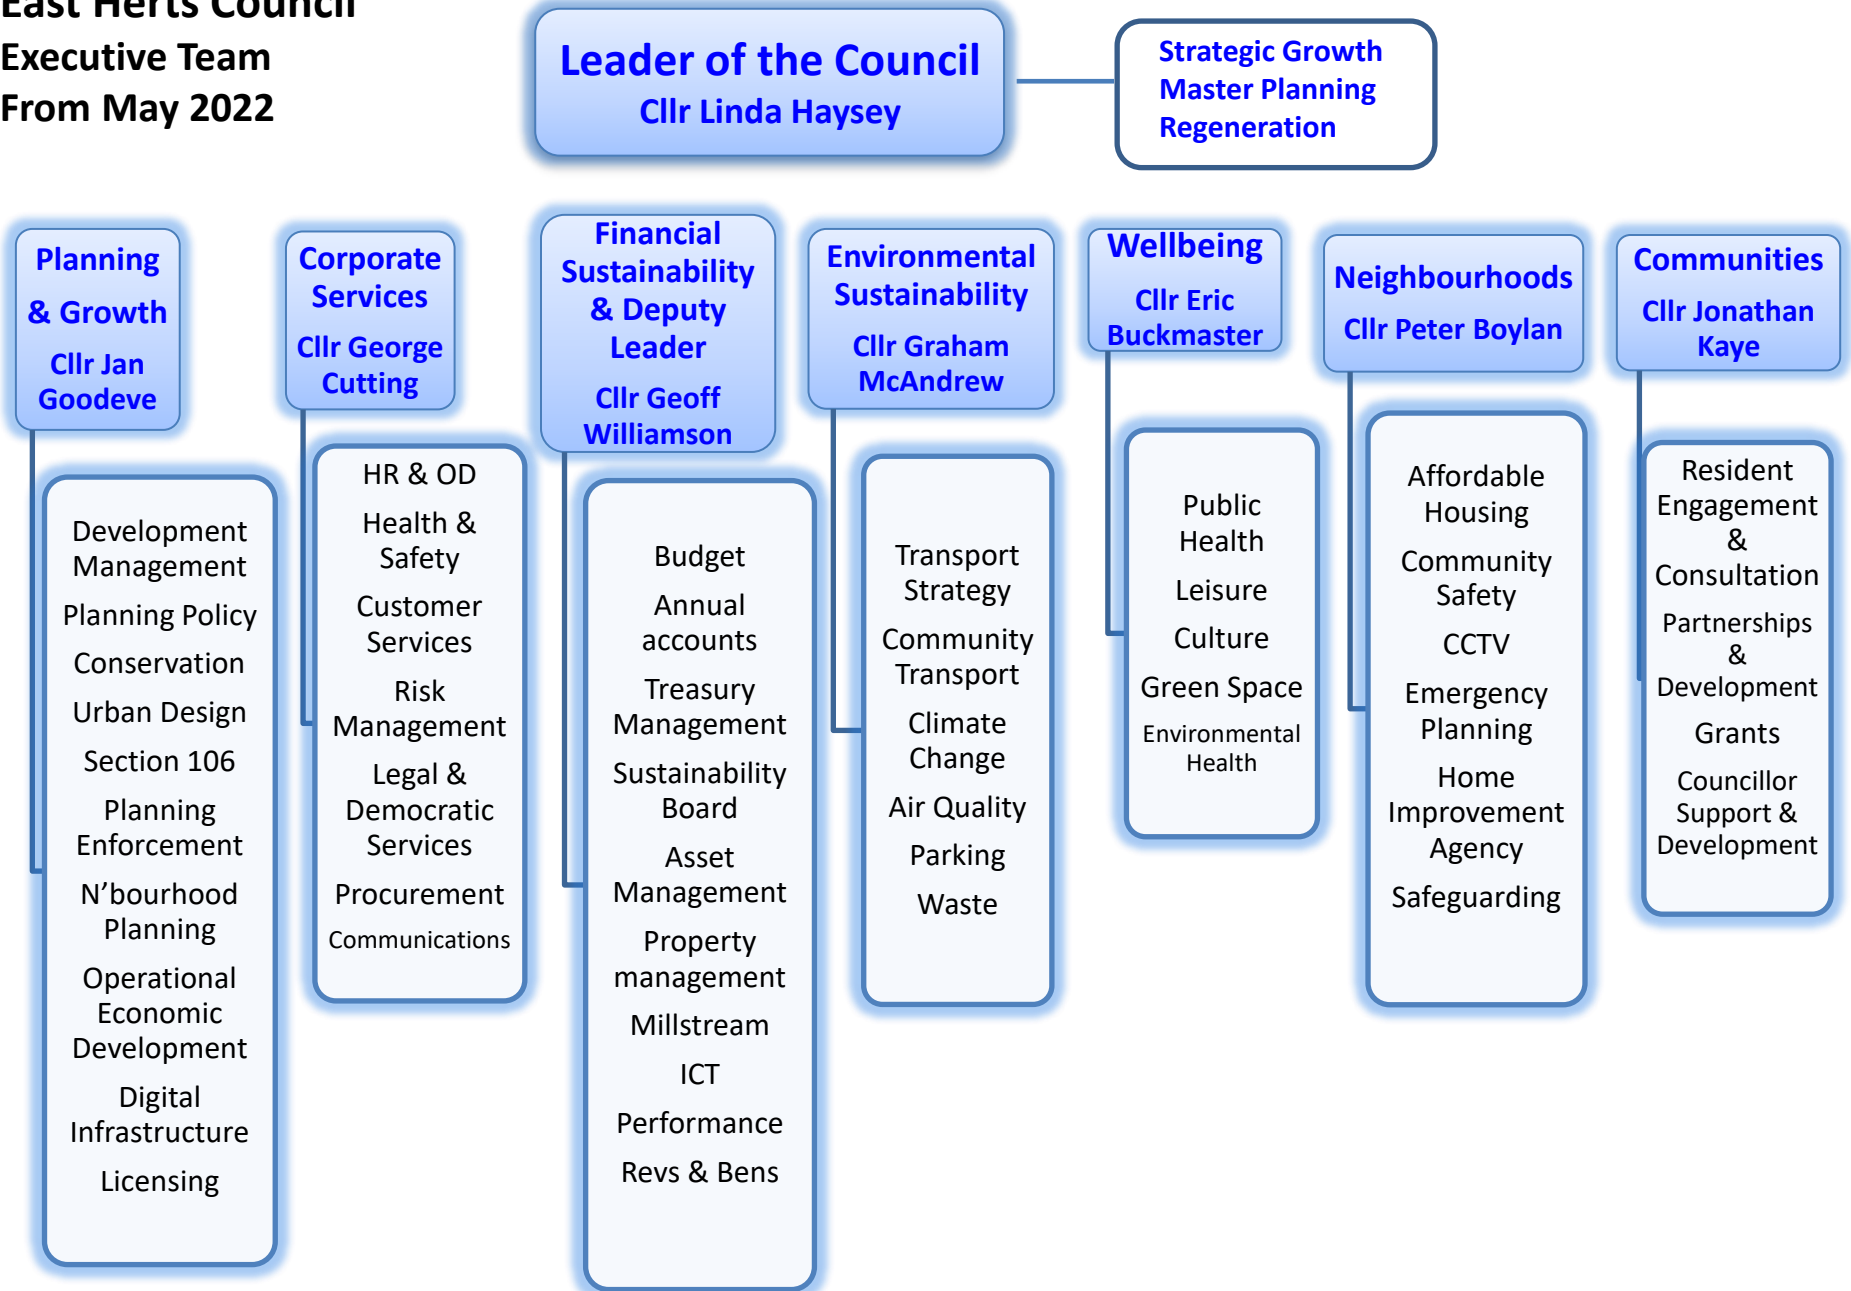 East Herts Council
Executive Team
From May 2022
Leader of the Council
Cllr Linda Haysey
Strategic Growth
Master Planning
Regeneration
Planning
& Growth
Cllr Jan
Goodeve
Development
Management
Planning Policy
Conservation
Urban Design
Section 106
Planning
Enforcement
N’bourhood
Planning
Operational
Economic
Development
Digital
Infrastructure
Licensing
Corporate
Services
Cllr George
Cutting
HR & OD
Health &
Safety
Customer
Services
Risk
Management
Legal &
Democratic
Services
Procurement
Communications
Financial
Sustainability
& Deputy
Leader
Cllr Geoff
Williamson
Budget
Annual
accounts
Treasury
Management
Sustainability
Board
Asset
Management
Property
management
Millstream
ICT
Performance
Revs & Bens
Environmental
Sustainability
Cllr Graham
McAndrew
Transport
Strategy
Community
Transport
Climate
Change
Air Quality
Parking
Waste
Wellbeing
Cllr Eric
Buckmaster
Public
Health
Leisure
Culture
Green Space
Environmental
Health
Neighbourhoods
Cllr Peter Boylan
Affordable
Housing
Community
Safety
CCTV
Emergency
Planning
Home
Improvement
Agency
Safeguarding
Communities
Cllr Jonathan
Kaye
Resident
Engagement
&
Consultation
Partnerships
&
Development
Grants
Councillor
Support &
Development